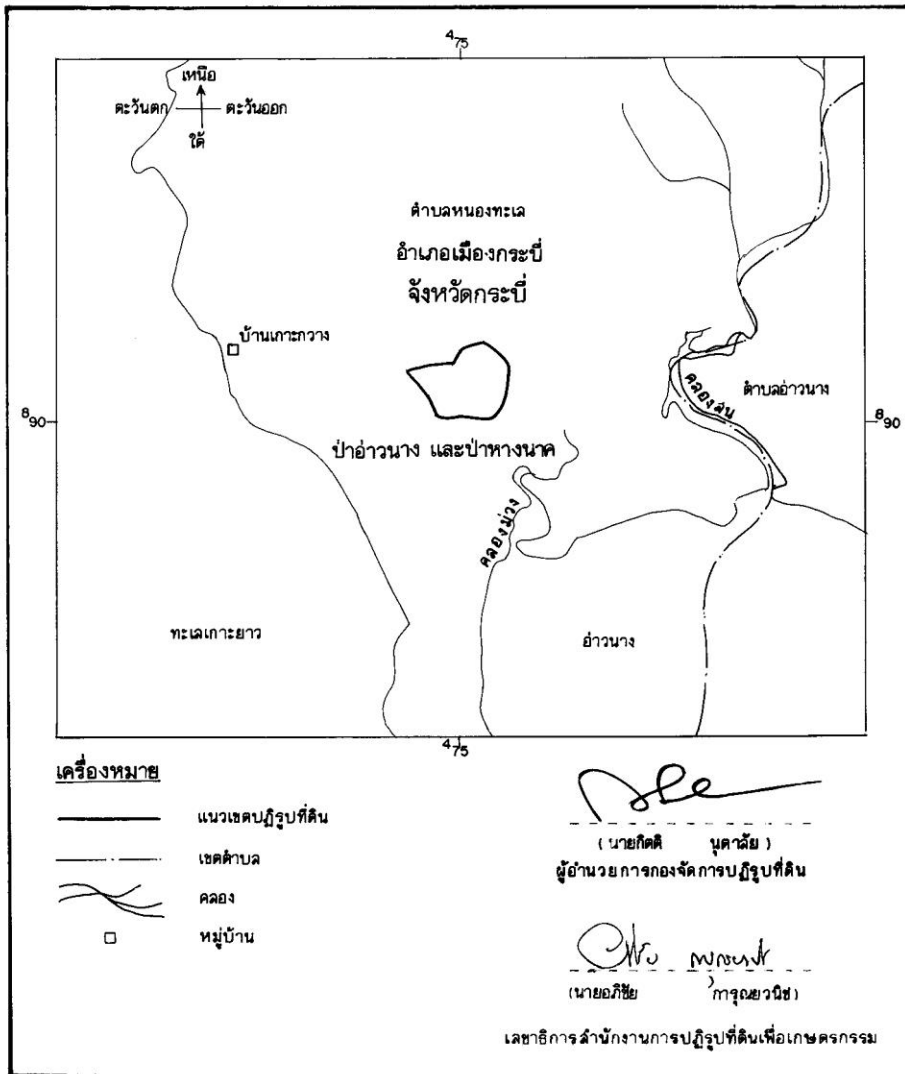 475
เหนือ
ตะวันตก ตะวันออก
ใต้
ตำบลหนองทะเล
อำเภอเมืองกระบี่
จังหวัดกระบี่
บ้านเกาะกวาง
คลองสน
ตำบลอ่าวนาง
890
890
ป่าอ่าวนาง และป่าหางนาค
คลองม่วง
ทะเลเกาะยาว
อ่าวนาง
475
เครื่องหมาย
แนวเขตปฏิรูปที่ดิน
เขตตำบล
คลอง
หมู่บ้าน
(นายกิตติ นุตาลัย)
ผู้อำนวยการกองจัดการปฏิรูปที่ดิน
(นายอภิชัย การุณยวนิช)
เลขาธิการสำนักงานการปฏิรูปที่ดินเพื่อเกษตรกรรม